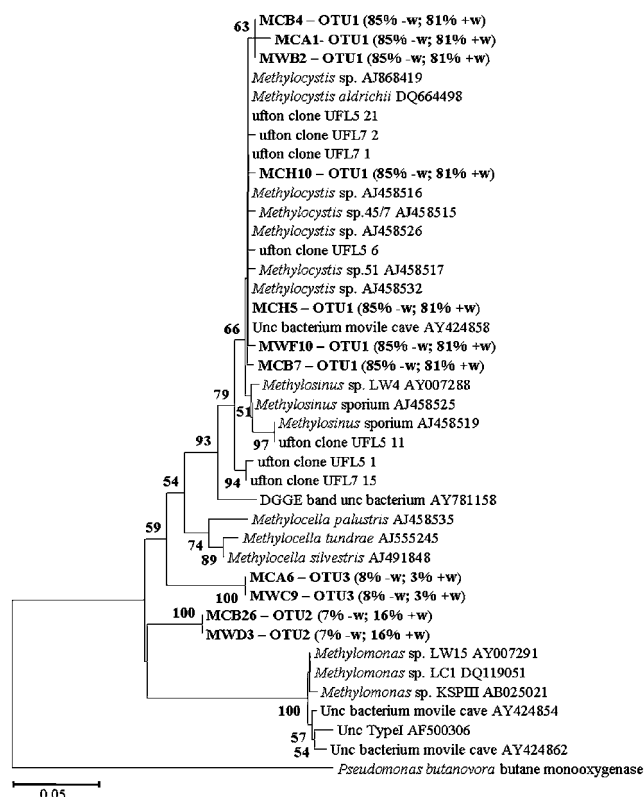 63
MCB4 – OTU1 (85% -w; 81% +w)
MCA1- OTU1 (85% -w; 81% +w)
MWB2 – OTU1 (85% -w; 81% +w)
Methylocystis sp. AJ868419
Methylocystis aldrichii DQ664498
ufton clone UFL5 21
ufton clone UFL7 2
ufton clone UFL7 1
MCH10 – OTU1 (85% -w; 81% +w)
Methylocystis sp. AJ458516
Methylocystis sp.45/7 AJ458515
Methylocystis sp. AJ458526
ufton clone UFL5 6
Methylocystis sp.51 AJ458517
Methylocystis sp. AJ458532
MCH5 – OTU1 (85% -w; 81% +w)
66
Unc bacterium movile cave AY424858
MWF10 – OTU1 (85% -w; 81% +w)
MCB7 – OTU1 (85% -w; 81% +w)
Methylosinus sp. LW4 AY007288
79
51
Methylosinus sporium AJ458525
Methylosinus sporium AJ458519
93
97
ufton clone UFL5 11
ufton clone UFL5 1
94
ufton clone UFL7 15
54
DGGE band unc bacterium AY781158
Methylocella palustris AJ458535
59
74
Methylocella tundrae AJ555245
89
Methylocella silvestris AJ491848
MCA6 – OTU3 (8% -w; 3% +w)
100
MWC9 – OTU3 (8% -w; 3% +w)
100
MCB26 – OTU2 (7% -w; 16% +w)
MWD3 – OTU2 (7% -w; 16% +w)
Methylomonas sp. LW15 AY007291
Methylomonas sp. LC1 DQ119051
Methylomonas sp. KSPIII AB025021
100
Unc bacterium movile cave AY424854
57
Unc TypeI AF500306
54
Unc bacterium movile cave AY424862
Pseudomonas butanovora butane monooxygenase
0.05